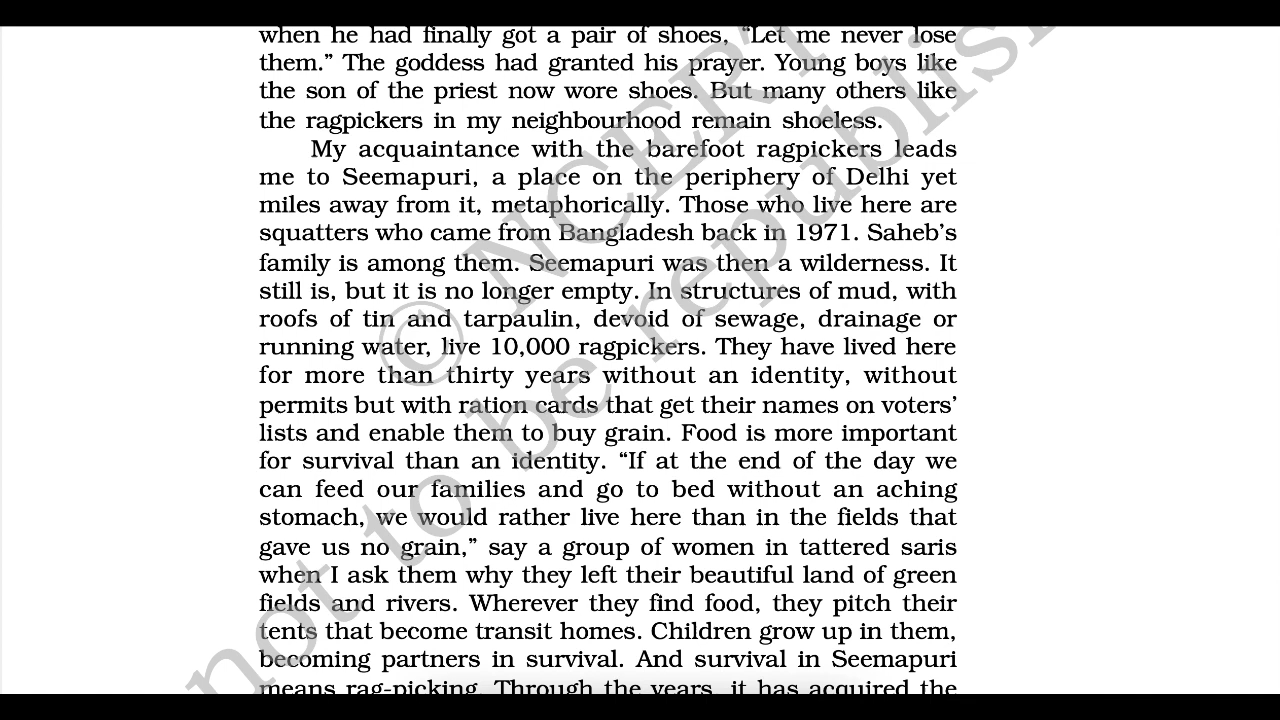 when he had finally got a pair of shoes, “Let me never lose
them.” The goddess had granted his prayer. Young boys like
the son of the priest now wore shoes. But many others like
the ragpickers in my neighbourhood remain shoeless.
My acquaintance with the barefoot ragpickers leads
me to Seemapuri, a place on the periphery of Delhi yet
miles away from it, metaphorically. Those who live here are
squatters who came from Bangladesh back in 1971. Saheb’s
family is among them. Seemapuri was then a wilderness. It
still is, but it is no longer empty. In structures of mud, with
roofs of tin and tarpaulin, devoid of sewage, drainage or
running water, live 10,000 ragpickers. They have lived here
for more than thirty years without an identity, without
permits but with ration cards that get their names on voters’
lists and enable them to buy grain. Food is more important
for survival than an identity. “If at the end of the day we
can feed our families and go to bed without an aching
stomach, we would rather live here than in the fields that
gave us no grain,” say a group of women in tattered saris
when I ask them why they left their beautiful land of green
fields and rivers. Wherever they find food, they pitch their
tents that become transit homes. Children grow up in them,
becoming partners in survival. And survival in Seemapuri
means rag-picking. Through the years, it has acquired the
© NCERT
not to be republis